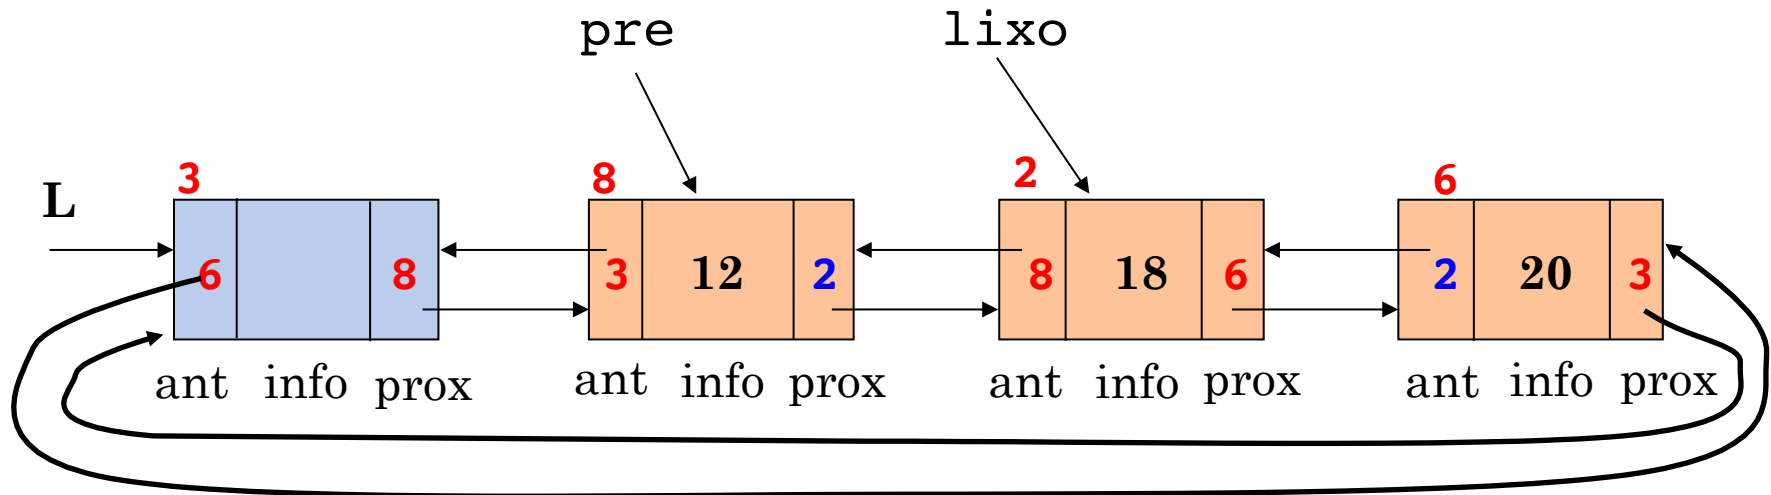 pre lixo
3 8 2 6
L
6 8 3 12 2 8 18 6 2 20 3
ant info prox ant info prox ant info prox ant info prox